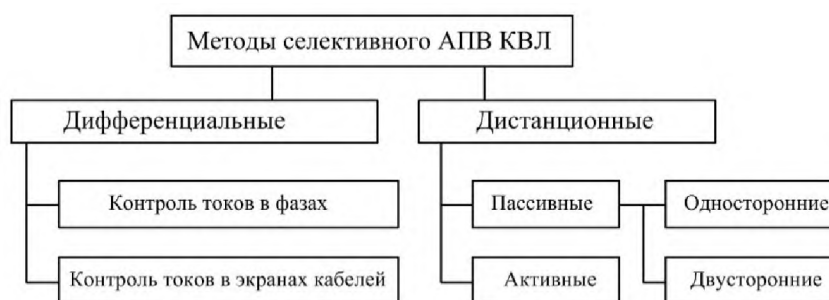 Методы селективного АПВ КВЛ
Дифференциальные
Дистанционные
Контроль токов в фазах
Пассивные
Односторонние
Контроль токов в экранах кабелей
Активные
Двусторонние